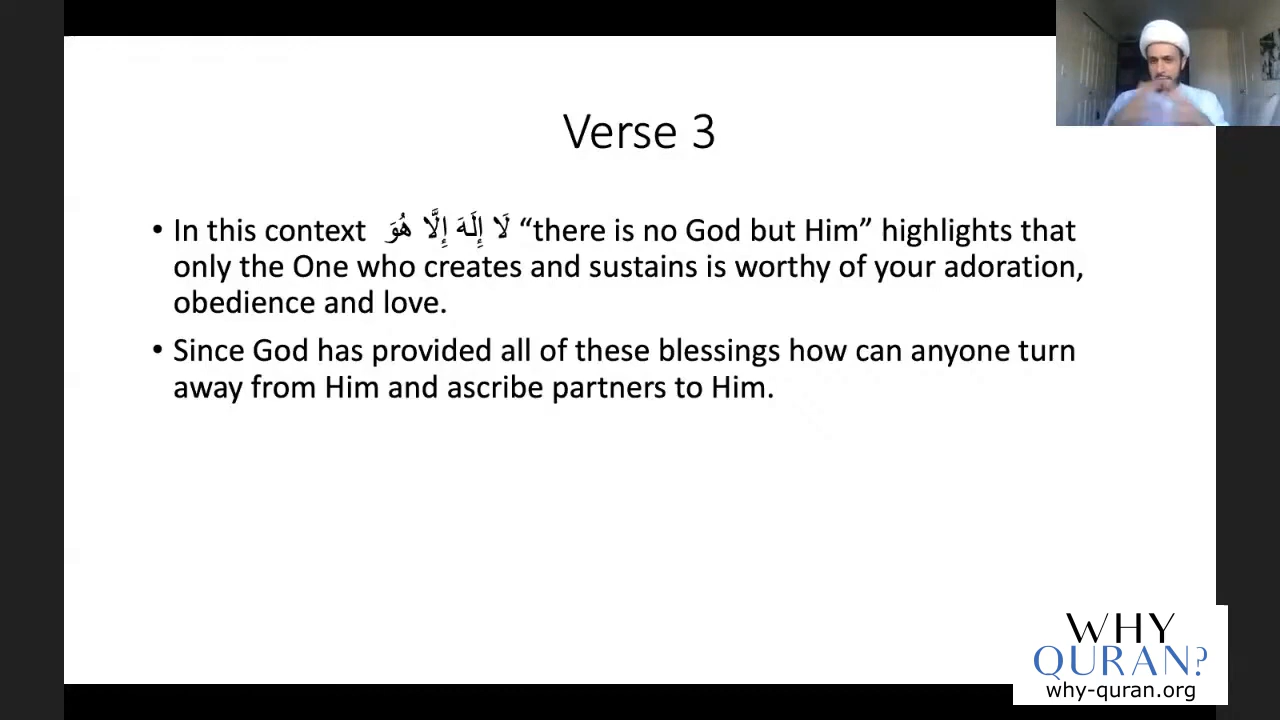 Verse 3
• In this context لَا إِلَهَ إِلَّا هُوَ “there is no God but Him” highlights that
only the One who creates and sustains is worthy of your adoration,
obedience and love.
• Since God has provided all of these blessings how can anyone turn
away from Him and ascribe partners to Him.
WHY
QURAN?
why-quran.org